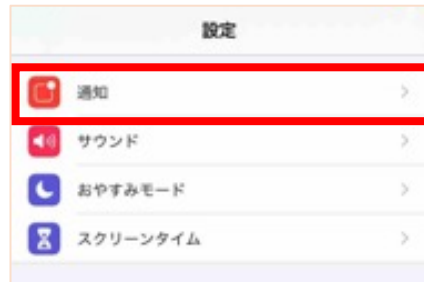 設定
通知
サウンド
おやすみモード
スクリーンタイム